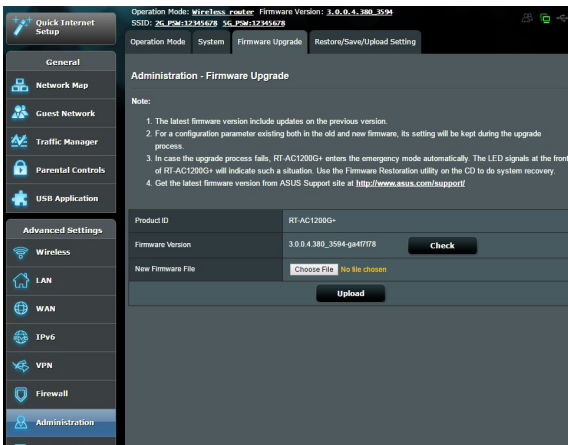 Quick Internet
Setup
Operation Mode: Wireless router Firmware Version: 3.0.0.4.380_3594
SSID: 2G_PSW:12345678 5G_PSW:12345678
Operation Mode
System
Firmware Upgrade
Restore/Save/Upload Setting
General
Network Map
Guest Network
Traffic Manager
Parental Controls
USB Application
Advanced Settings
Wireless
LAN
WAN
IPv6
VPN
Firewall
Administration
Administration - Firmware Upgrade
Note:
1. The latest firmware version include updates on the previous version.
2. For a configuration parameter existing both in the old and new firmware, its setting will be kept during the upgrade
process.
3. In case the upgrade process fails, RT-AC1200G+ enters the emergency mode automatically. The LED signals at the front
of RT-AC1200G+ will indicate such a situation. Use the Firmware Restoration utility on the CD to do system recovery.
4. Get the latest firmware version from ASUS Support site at http://www.asus.com/support/
Product ID RT-AC1200G+
Firmware Version 3.0.0.4.380_3594-ga4f7f78 Check
New Firmware File Choose File No file chosen
Upload